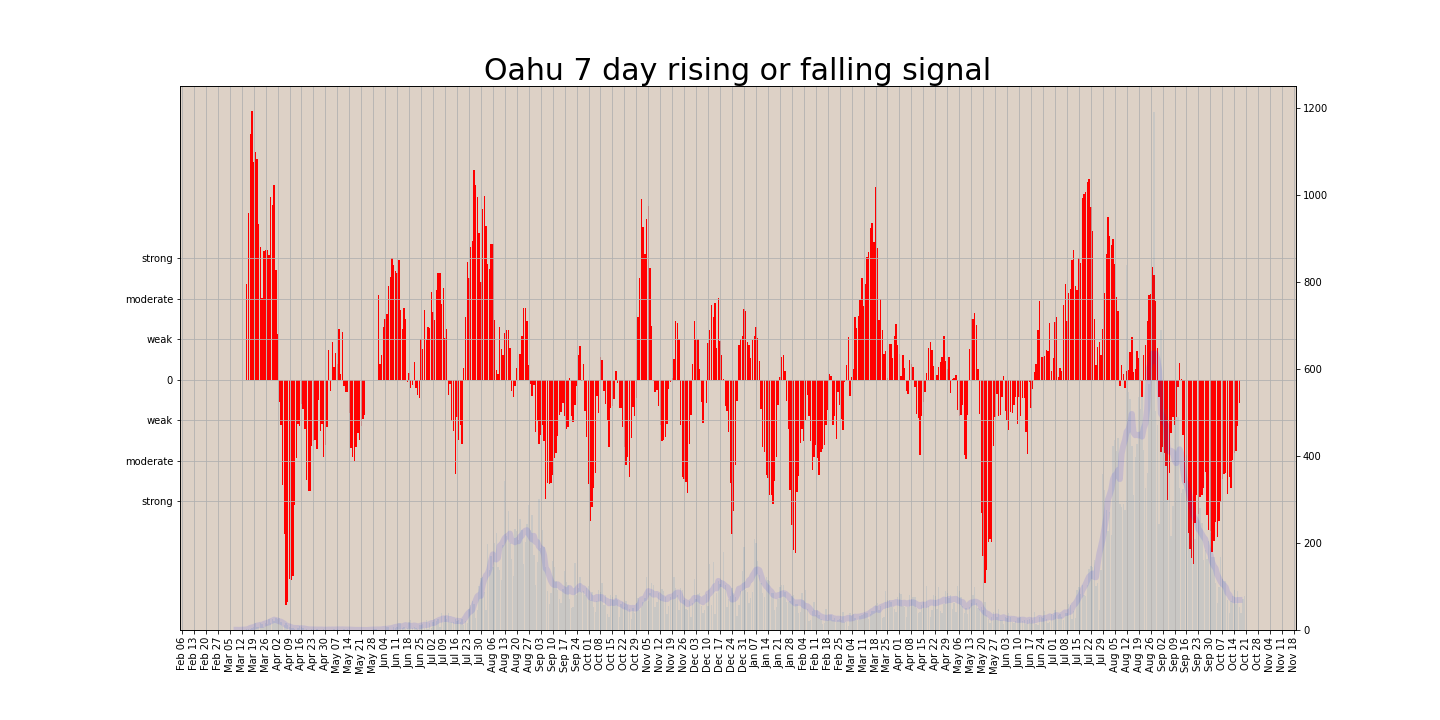 Oahu 7 day rising or falling signal
strong
moderate
weak
0
weak
moderate
strong
1200
1000
800
600
400
200
0
Feb 06
Feb 13
Feb 20
Feb 27
Mar 05
Mar 12
Mar 19
Mar 26
Apr 02
Apr 09
Apr 16
Apr 23
Apr 30
May 07
May 14
May 21
May 28
Jun 04
Jun 11
Jun 18
Jun 25
Jul 02
Jul 09
Jul 16
Jul 23
Jul 30
Aug 06
Aug 13
Aug 20
Aug 27
Sep 03
Sep 10
Sep 17
Sep 24
Oct 01
Oct 08
Oct 15
Oct 22
Oct 29
Nov 05
Nov 12
Nov 19
Nov 26
Dec 03
Dec 10
Dec 17
Dec 24
Dec 31
Jan 07
Jan 14
Jan 21
Jan 28
Feb 04
Feb 11
Feb 18
Feb 25
Mar 04
Mar 11
Mar 18
Mar 25
Apr 01
Apr 08
Apr 15
Apr 22
Apr 29
May 06
May 13
May 20
May 27
Jun 03
Jun 10
Jun 17
Jun 24
Jul 01
Jul 08
Jul 15
Jul 22
Jul 29
Aug 05
Aug 12
Aug 19
Aug 26
Sep 02
Sep 09
Sep 16
Sep 23
Sep 30
Oct 07
Oct 14
Oct 21
Oct 28
Nov 04
Nov 11
Nov 18